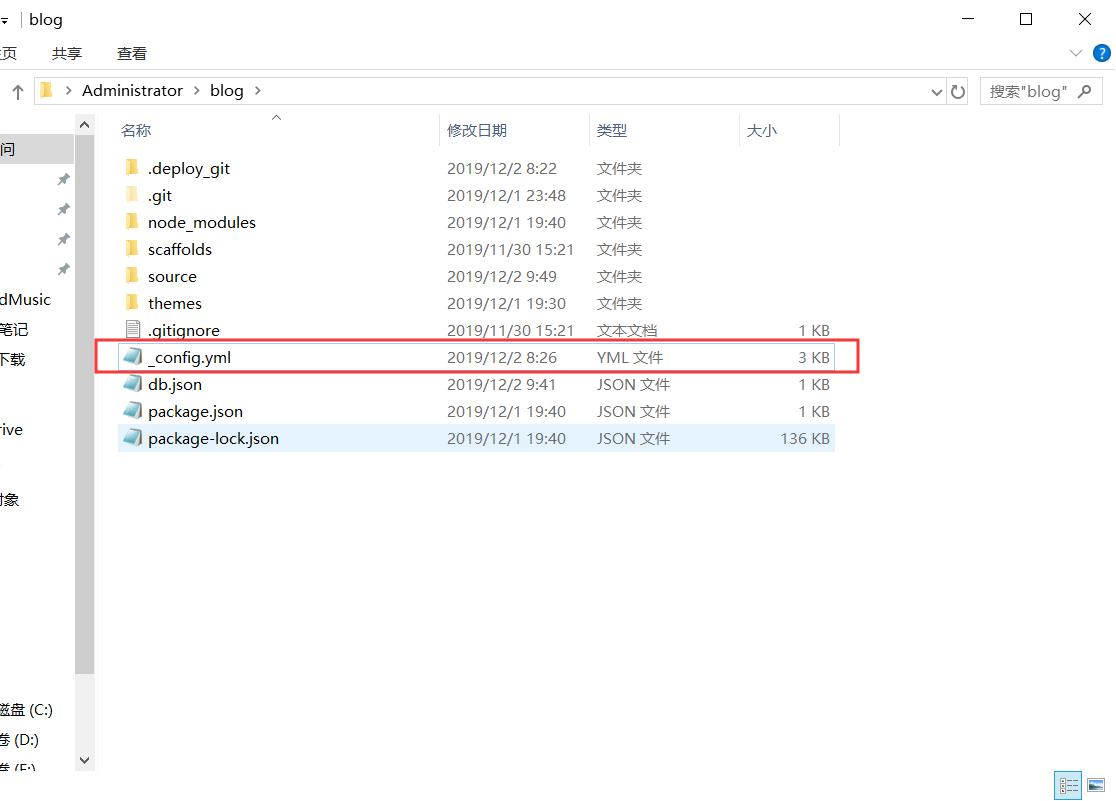 blog
页 共享 查看
Administrator blog 搜索"blog"
名称 修改日期 类型 大小
问
.deploy_git 2019/12/2 8:22 文件夹
.git 2019/12/1 23:48 文件夹
node_modules 2019/12/1 19:40 文件夹
scaffolds 2019/11/30 15:21 文件夹
source 2019/12/2 9:49 文件夹
dMusic
themes 2019/12/1 19:30 文件夹
笔记
.gitignore 2019/11/30 15:21 文本文档 1 KB
下载
_config.yml 2019/12/2 8:26 YML 文件 3 KB
db.json 2019/12/2 9:41 JSON 文件 1 KB
package.json 2019/12/1 19:40 JSON 文件 1 KB
rive
package-lock.json 2019/12/1 19:40 JSON 文件 136 KB
对象
磁盘 (C:)
卷 (D:)
卷 (E:)